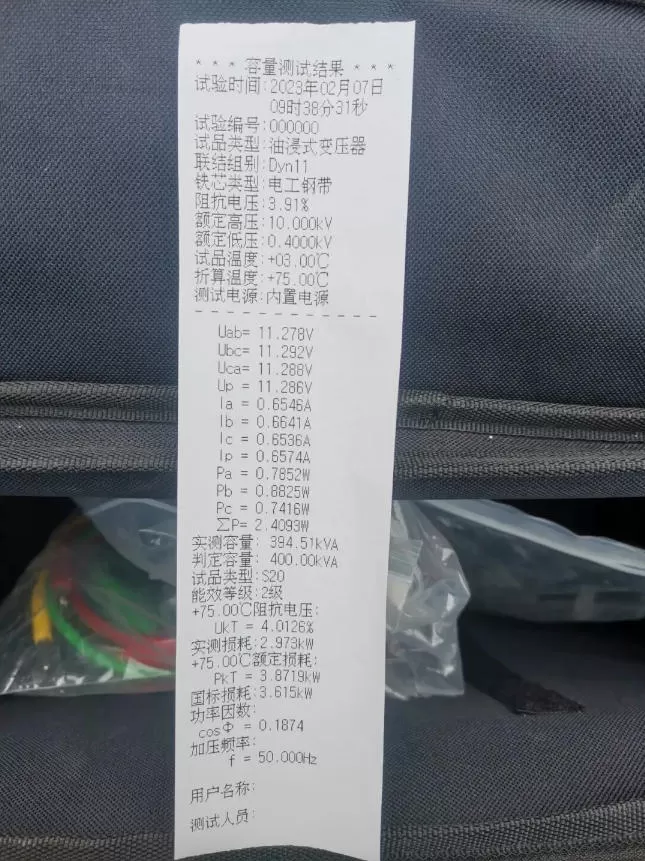 * * * 容量测试结果 * * *
试验时间:2023年02月07日
09时38分31秒
试验编号:000000
试品类型:油浸式变压器
联结组别:Dyn11
铁芯类型:电工钢带
阻抗电压:3.91%
额定高压:10.000kV
额定低压:0.4000kV
试品温度:+03.00℃
折算温度:+75.00℃
测试电源:内置电源
- - - - - - - - - - - - -
Uab= 11.278V
Ubc= 11.292V
Uca= 11.288V
Up = 11.286V
Ia = 0.6546A
Ib = 0.6641A
Ic = 0.6536A
Ip = 0.6574A
Pa = 0.7852W
Pb = 0.8825W
Pc = 0.7416W
ΣP= 2.4093W
实测容量: 394.51kVA
判定容量: 400.00kVA
试品类型:S20
能效等级:2级
+75.00℃阻抗电压:
UkT = 4.0126%
实测损耗:2.973kW
+75.00℃额定损耗:
PkT = 3.8719kW
国标损耗:3.615kW
功率因数:
cosΦ = 0.1874
加压频率:
f = 50.000Hz
用户名称:
测试人员: